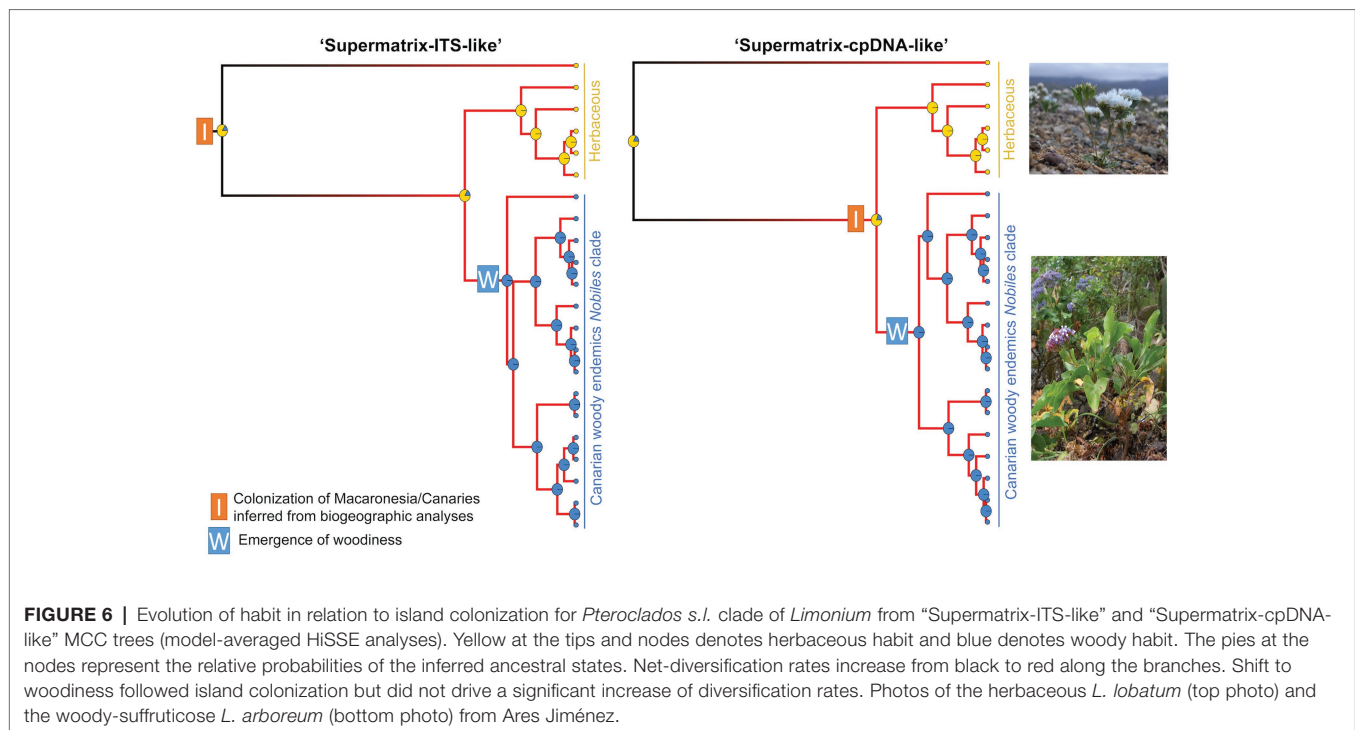 'Supermatrix-ITS-like'
'Supermatrix-cpDNA-like'
I
W
Herbaceous
Canarian woody endemics Nobiles clade
I
W
Herbaceous
Canarian woody endemics Nobiles clade
I Colonization of Macaronesia/Canaries
inferred from biogeographic analyses
W Emergence of woodiness
FIGURE 6 | Evolution of habit in relation to island colonization for Pteroclados s.l. clade of Limonium from "Supermatrix-ITS-like" and "Supermatrix-cpDNA-
like" MCC trees (model-averaged HiSSE analyses). Yellow at the tips and nodes denotes herbaceous habit and blue denotes woody habit. The pies at the
nodes represent the relative probabilities of the inferred ancestral states. Net-diversification rates increase from black to red along the branches. Shift to
woodiness followed island colonization but did not drive a significant increase of diversification rates. Photos of the herbaceous L. lobatum (top photo) and
the woody-suffruticose L. arboreum (bottom photo) from Ares Jiménez.